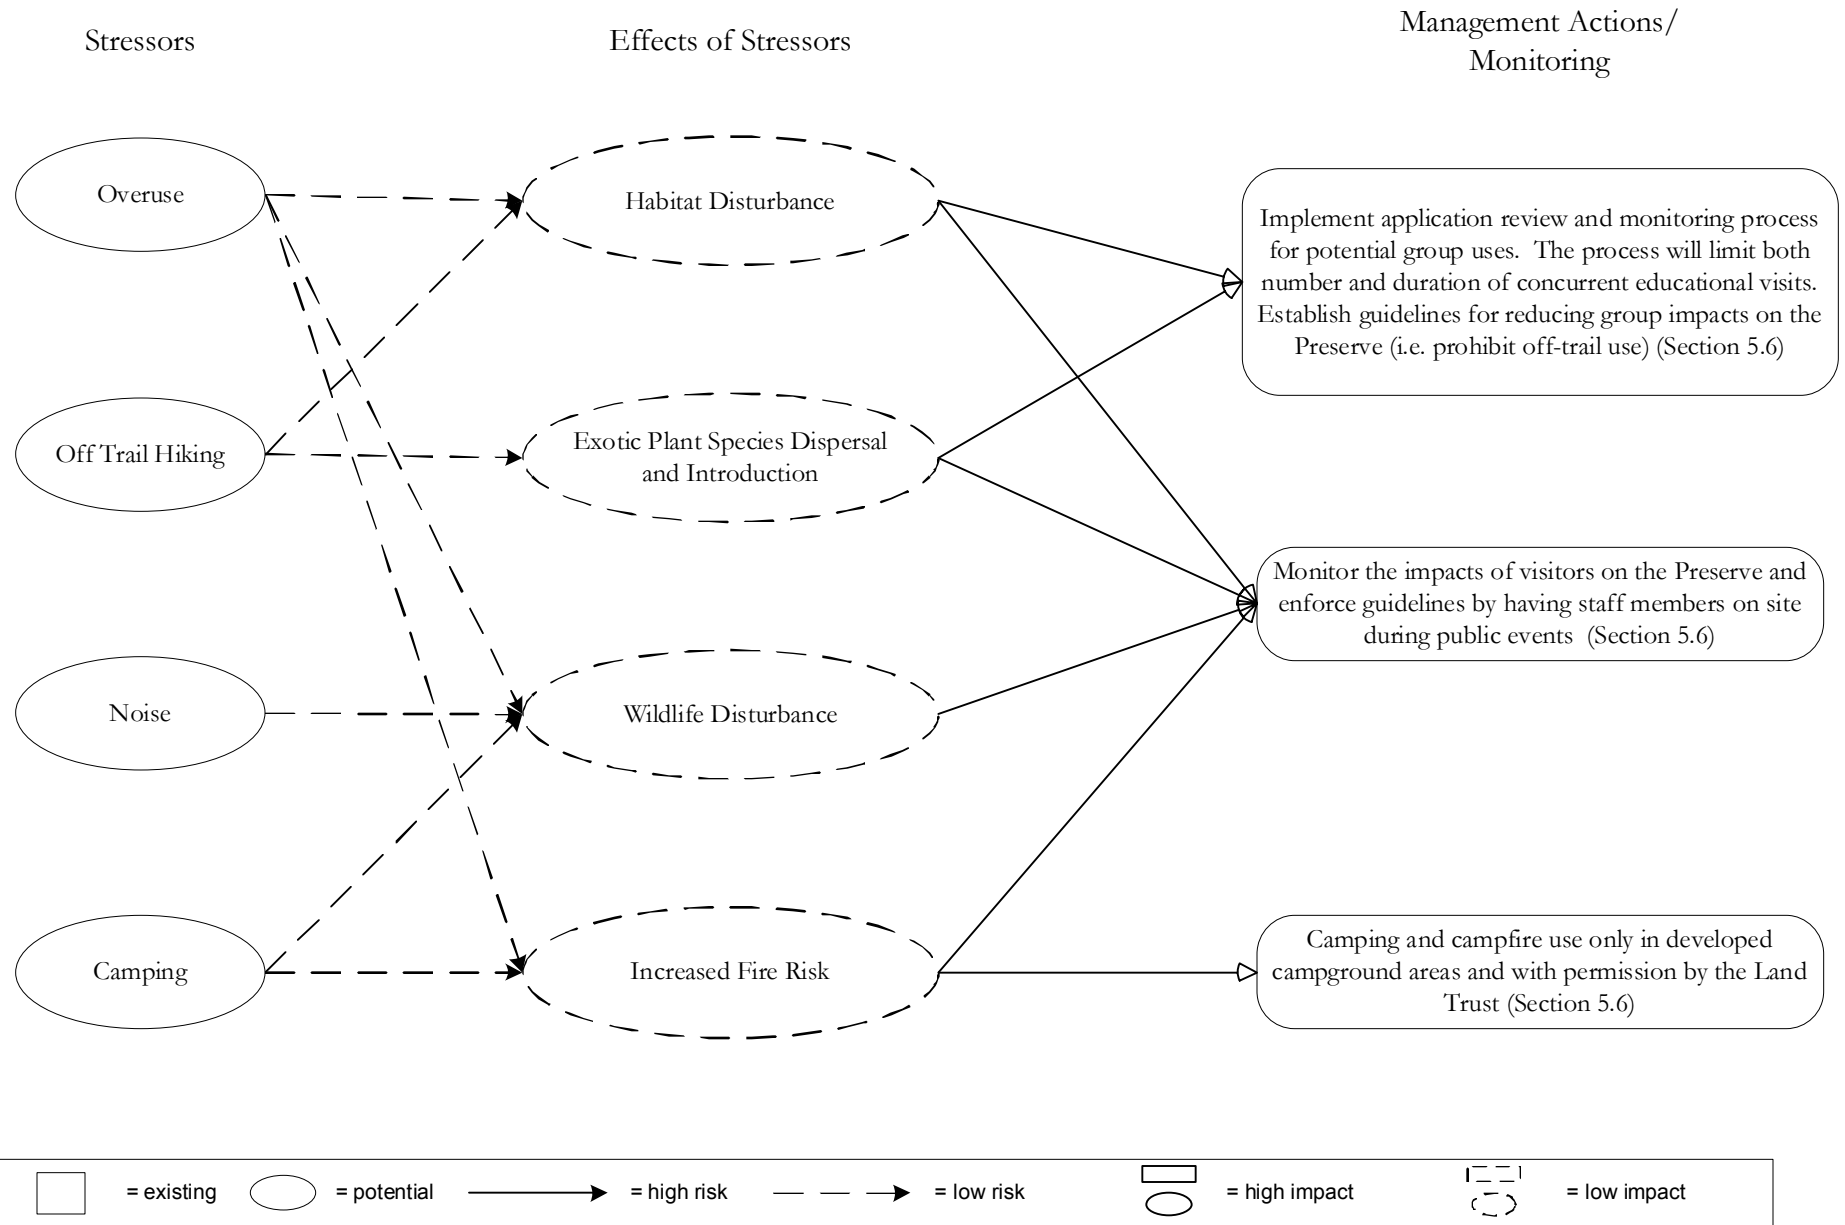 Stressors
Effects of Stressors
Management Actions/
Monitoring
Overuse
Habitat Disturbance
Implement application review and monitoring process
for potential group uses.  The process will limit both
number and duration of concurrent educational visits.
Establish guidelines for reducing group impacts on the
Preserve (i.e. prohibit off-trail use) (Section 5.6)
Off Trail Hiking
Exotic Plant Species Dispersal
and Introduction
Monitor the impacts of visitors on the Preserve and
enforce guidelines by having staff members on site
during public events  (Section 5.6)
Noise
Wildlife Disturbance
Camping
Increased Fire Risk
Camping and campfire use only in developed
campground areas and with permission by the Land
Trust (Section 5.6)
= existing
= potential
= high risk
= low risk
= high impact
= low impact